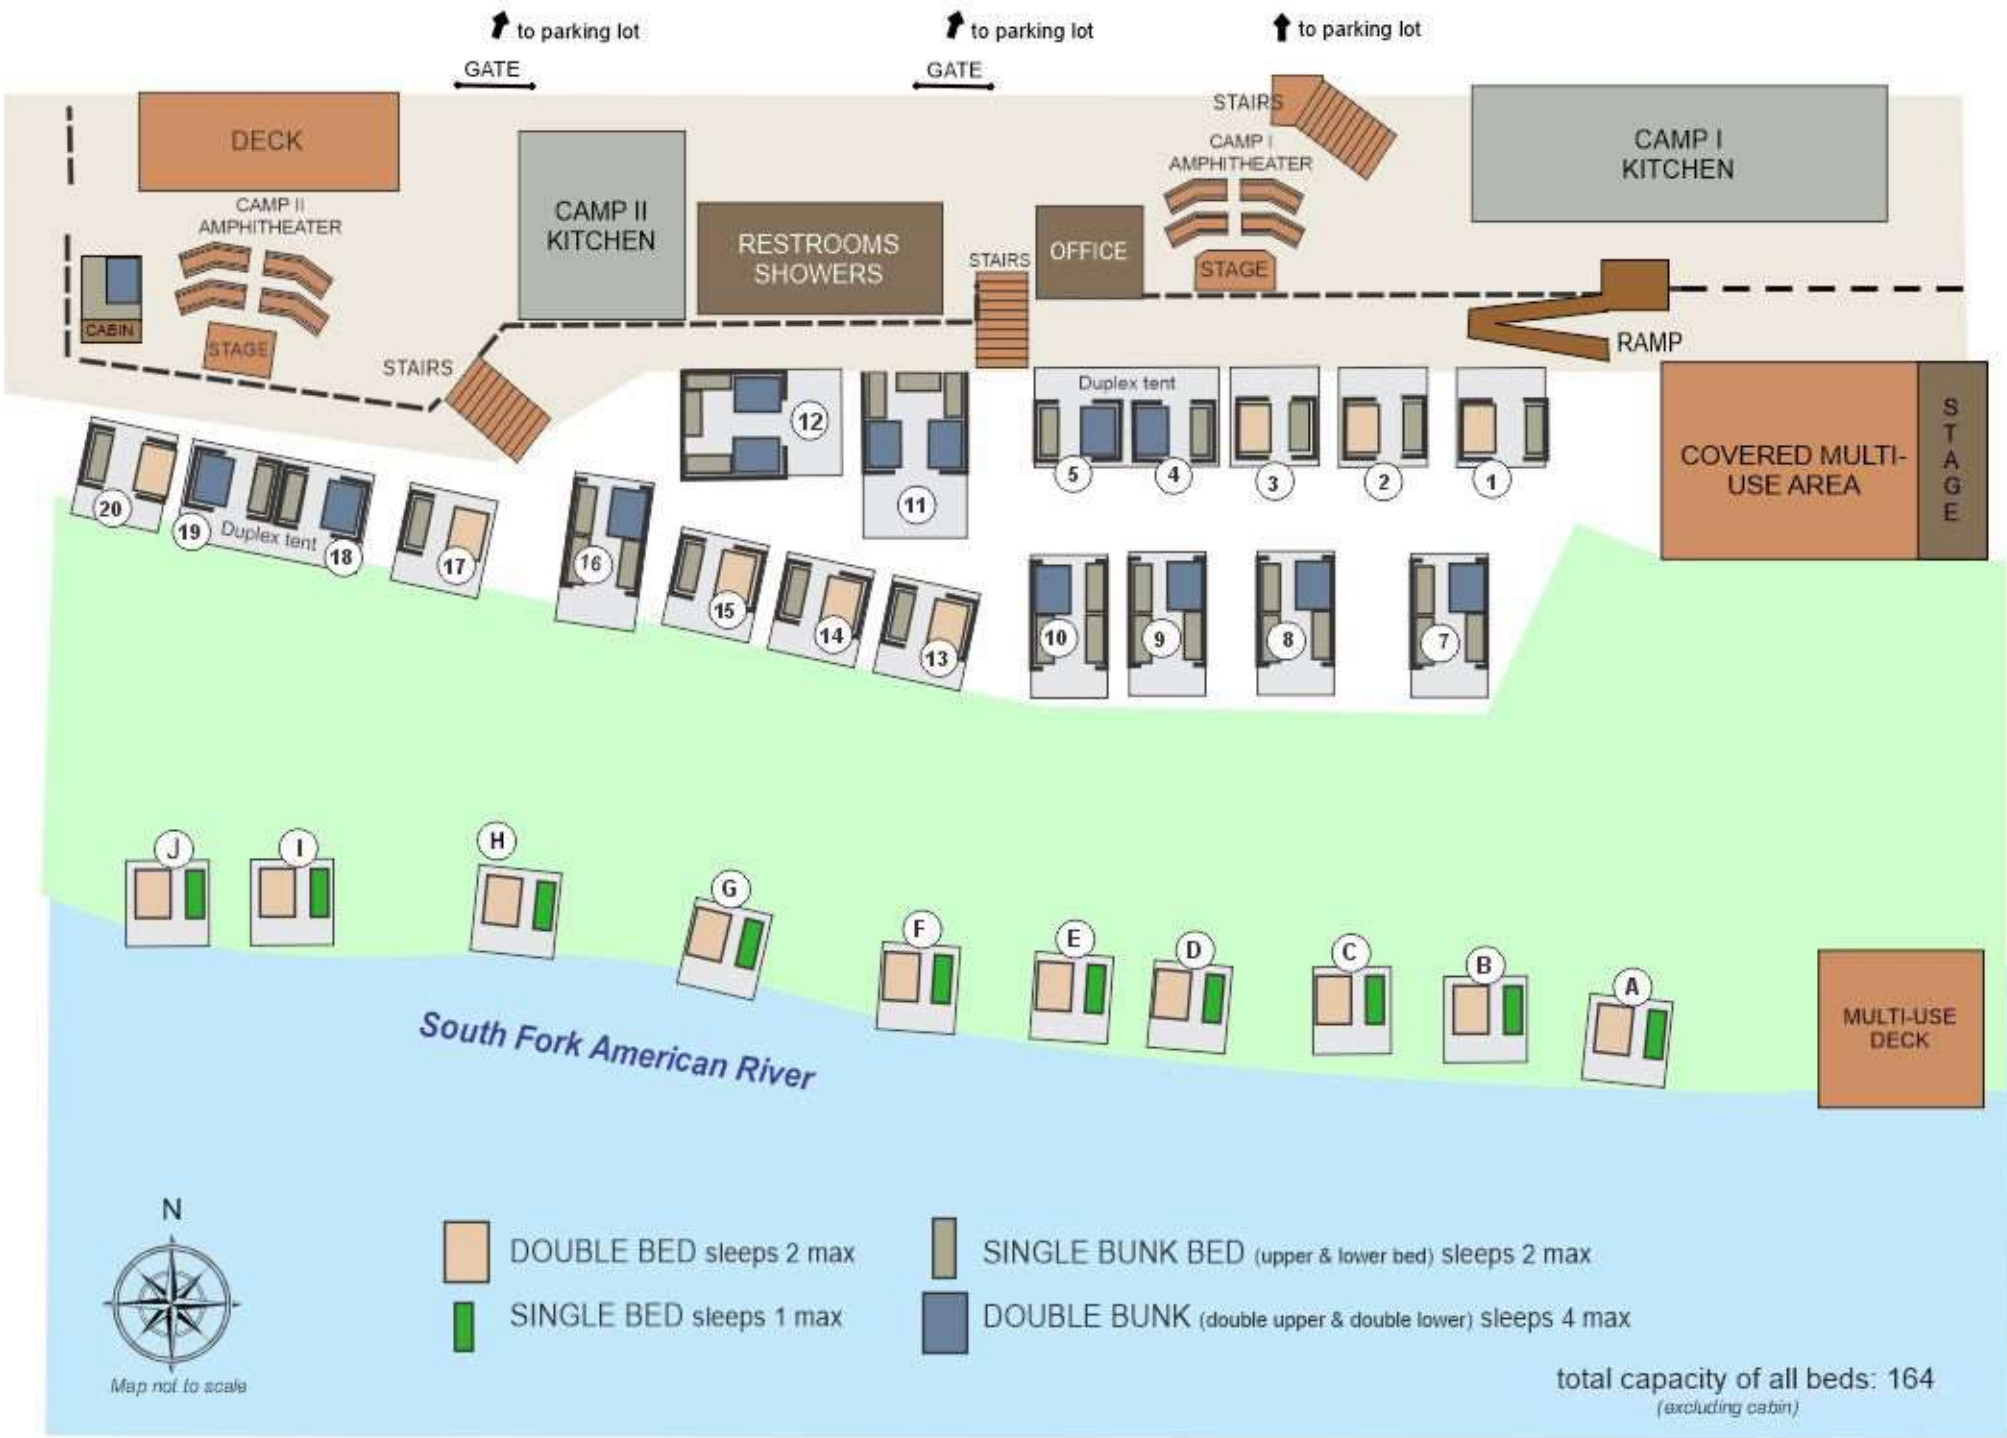 to parking lot
to parking lot
to parking lot
GATE
GATE
STAIRS
DECK
CAMP I
AMPHITHEATER
CAMP I
KITCHEN
CAMP II
AMPHITHEATER
CAMP II
KITCHEN
RESTROOMS
SHOWERS
STAIRS
OFFICE
STAGE
CABIN
STAGE
STAIRS
RAMP
Duplex tent
12
11
5
4
3
2
1
COVERED MULTI-
USE AREA
S
T
A
G
E
20
19
Duplex tent
18
17
16
15
14
13
10
9
8
7
J
I
H
G
F
E
D
C
B
A
MULTI-USE
DECK
South Fork American River
N
Map not to scale
DOUBLE BED sleeps 2 max
SINGLE BED sleeps 1 max
SINGLE BUNK BED (upper & lower bed) sleeps 2 max
DOUBLE BUNK (double upper & double lower) sleeps 4 max
total capacity of all beds: 164
(excluding cabin)